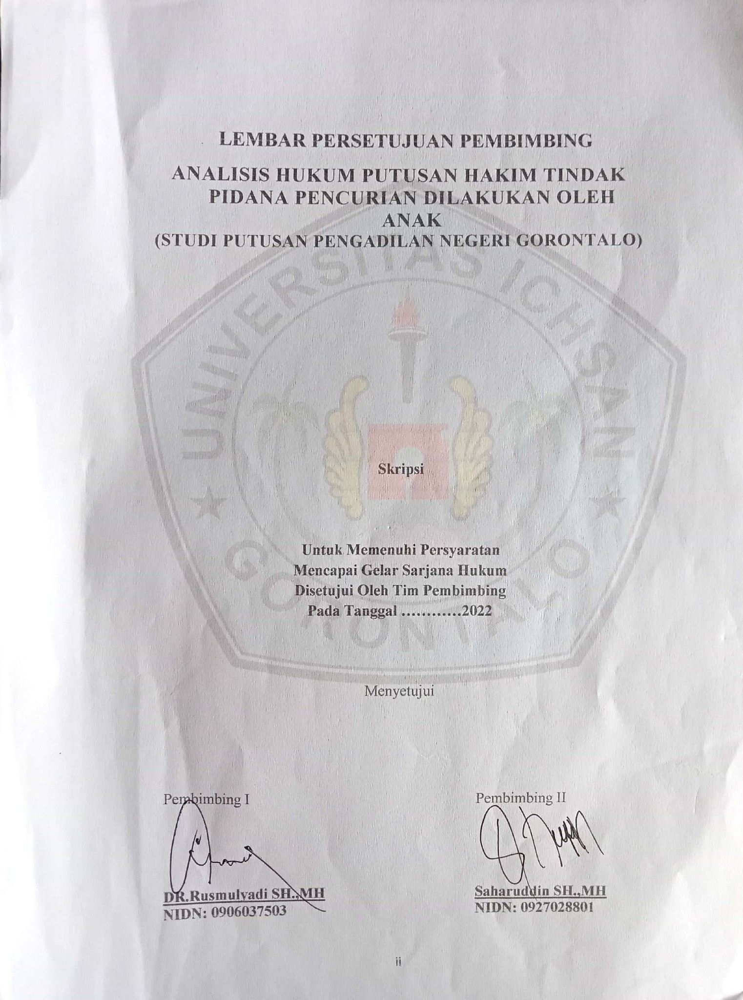 LEMBAR PERSETUJUAN PEMBIMBING
ANALISIS HUKUM PUTUSAN HAKIM TINDAK
PIDANA PENCURIAN DILAKUKAN OLEH
ANAK
(STUDI PUTUSAN PENGADILAN NEGERI GORONTALO)
UNIVERSITAS ICHSAN
GORONTALO
Skripsi
Untuk Memenuhi Persyaratan
Mencapai Gelar Sarjana Hukum
Disetujui Oleh Tim Pembimbing
Pada Tanggal ............2022
Menyetujui
Pembimbing I
Pembimbing II
DR.Rusmulyadi SH.,MH
Saharuddin SH.,MH
NIDN: 0906037503
NIDN: 0927028801
ii